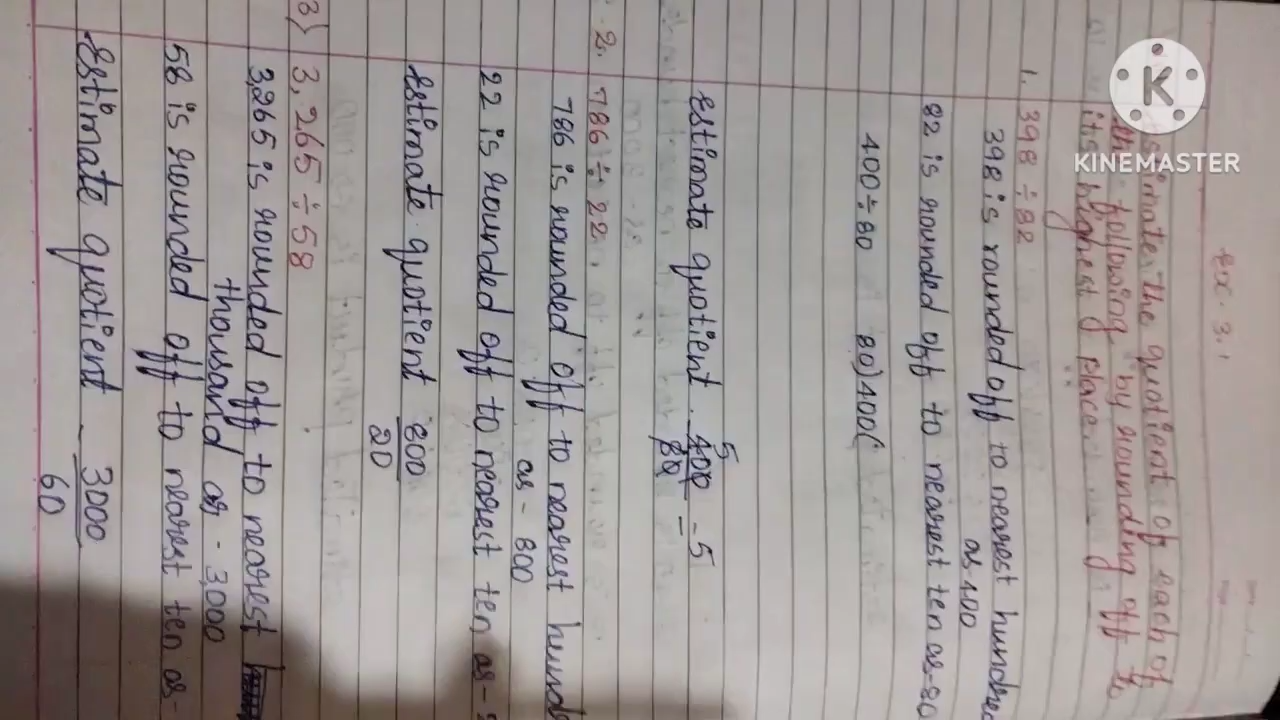 Ex. 3.1
Estimate the quotient of each of
the following by rounding off to
its highest place.
1. 398 ÷ 82
398 is rounded off to nearest hundred
as 400
82 is rounded off to nearest ten as-80
400÷80 80)400(
5
estimate quotient. 400 - 5
80
2. 786 ÷ 22
786 is rounded off to nearest hund
as - 800
22 is rounded off to nearest ten as -
estimate quotient 800
20
3) 3,265 ÷ 58
3,265 is rounded off to nearest
thousand as - 3,000
58 is rounded off to nearest ten as-
Estimate quotient - 3000
60
KINEMASTER